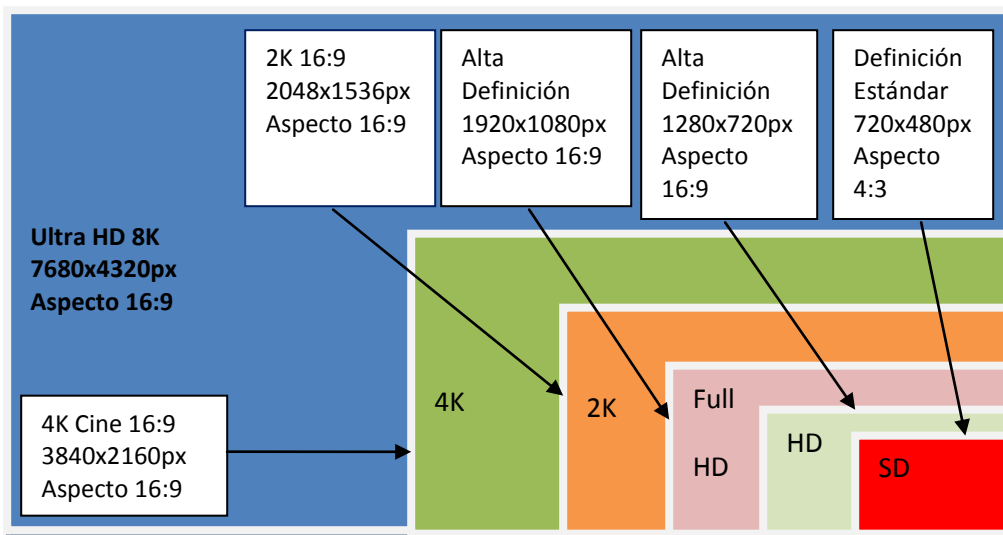 2K 16:9
2048x1536px
Aspecto 16:9
Alta
Definición
1920x1080px
Aspecto 16:9
Alta
Definición
1280x720px
Aspecto
16:9
Definición
Estándar
720x480px
Aspecto
4:3
Ultra HD 8K
7680x4320px
Aspecto 16:9
4K Cine 16:9
3840x2160px
Aspecto 16:9
4K
2K
Full
HD
HD
SD